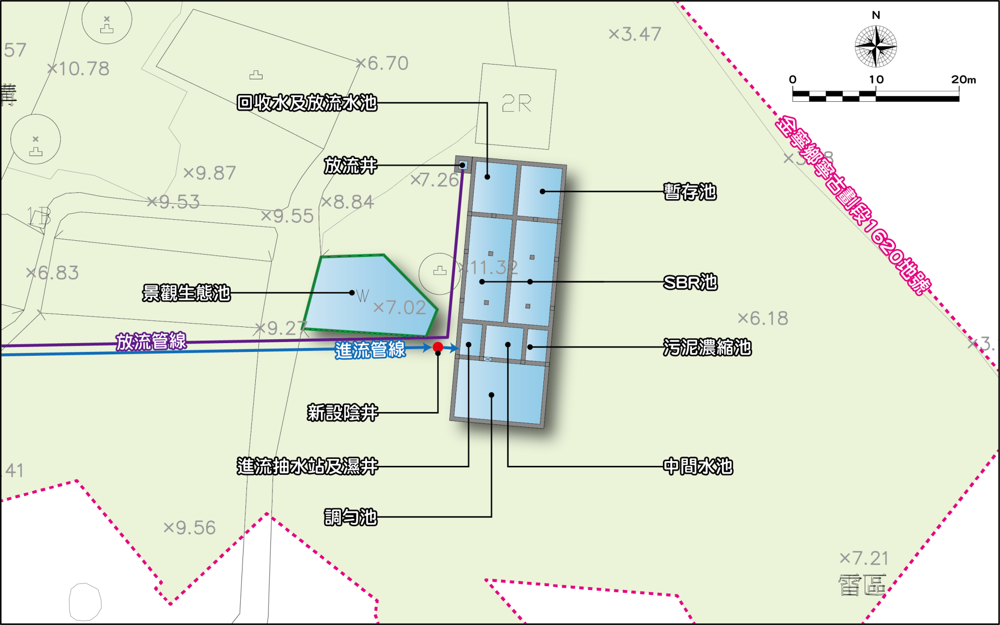 N
0 10 20m
×3.47
57
×10.78
×6.70
舊
回收水及放流水池
2R
金寧鄉寧古劃段1620地號
放流井
×9.87
×7.26
暫存池
×9.53
×8.84
1B
×9.55
×11.32
×6.83
SBR池
景觀生態池
W
×7.02
×6.18
×9.27
放流管線
進流管線
污泥濃縮池
×3.
新設陰井
進流抽水站及濕井
中間水池
.41
調勻池
×9.56
×7.21
雷區